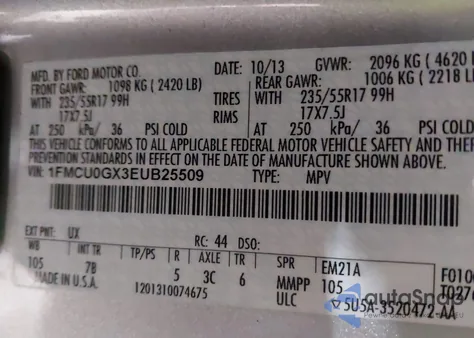 MFD. BY FORD MOTOR CO.
DATE: 10/13 GVWR: 2096 KG ( 4620
FRONT GAWR: 1098 KG (2420 LB) REAR GAWR: 1006 KG ( 2218 LB
WITH 235/55R17 99H TIRES WITH 235/55R17 99H
17X7.5J RIMS 17X7.5J
AT 250 kPa/ 36 PSI COLD AT 250 kPa/ 36 PSI COLD
THIS VEHICLE CONFORMS TO ALL APPLICABLE FEDERAL MOTOR VEHICLE SAFETY AND THEF
PREVENTION STANDARDS IN EFFECT ON THE DATE OF MANUFACTURE SHOWN ABOVE.
VIN: 1FMCU0GX3EUB25509 TYPE: MPV
EXT PNT: UX RC: 44 DSO:
WB INT TR TP/PS R AXLE TR SPR EM21A
105 7B 5 3C 6 MMPP 105
MADE IN U.S.A. 1201310074675 ULC 5U5A-3520472-AA
autoSnap